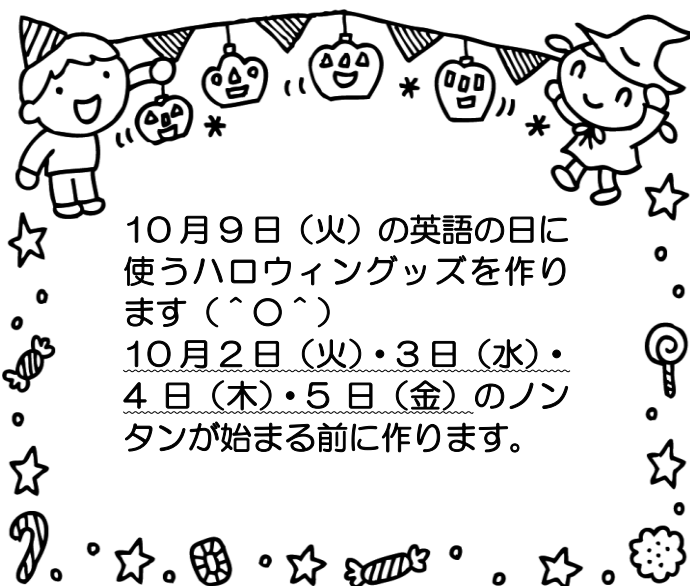 10月9日（火）の英語の日に
使うハロウィングッズを作り
ます（＾○＾）
10月2日（火）・3日（水）・
4日（木）・5日（金）のノン
タンが始まる前に作ります。